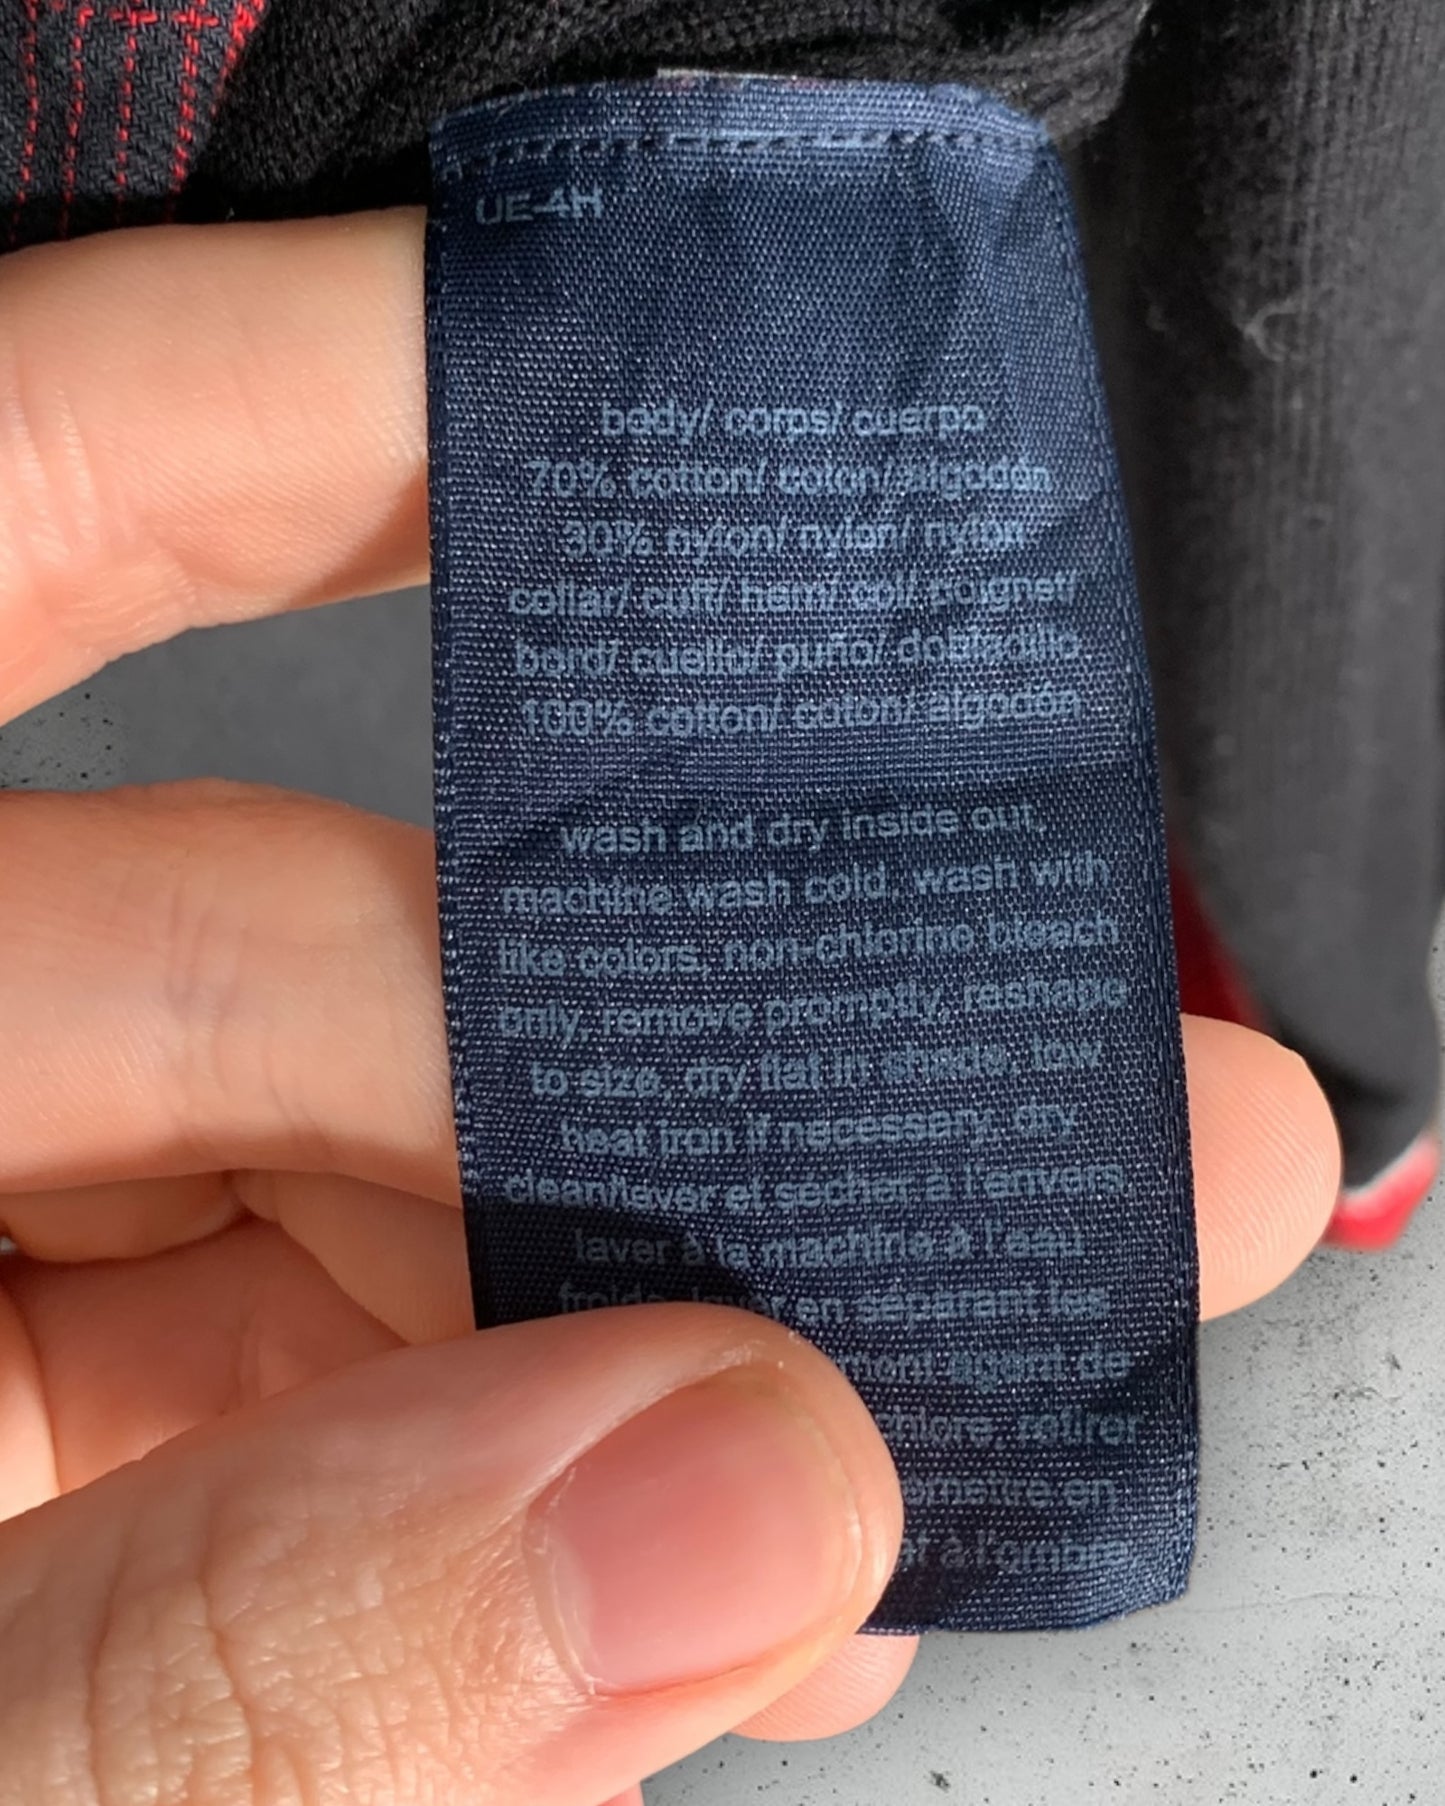 UE-4H
body/ corps/ cuerpo
70% cotton/ coton/ algodón
30% nylon/ nylon/ nylon
collar/ cuff/ hem/ col/ poignet/
bord/ cuello/ puño/ dobladillo
100% cotton/ coton/ algodón
wash and dry inside out,
machine wash cold, wash with
like colors, non-chlorine bleach
only, remove promptly, reshape
to size, dry flat in shade, low
heat iron if necessary, dry
clean/laver et sécher à l'envers
laver à la machine à l'eau
froide, laver en séparant les
agent de
chlore, retirer
en
à l'ombre,